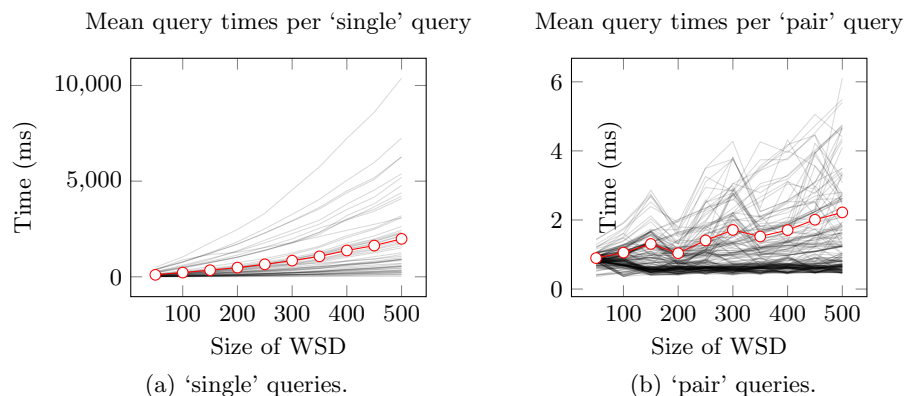 Mean query times per ‘single’ query
Mean query times per ‘pair’ query
10,000
5,000
0
Time (ms)
100 200 300 400 500
Size of WSD
(a) ‘single’ queries.
6
4
2
0
Time (ms)
100 200 300 400 500
Size of WSD
(b) ‘pair’ queries.